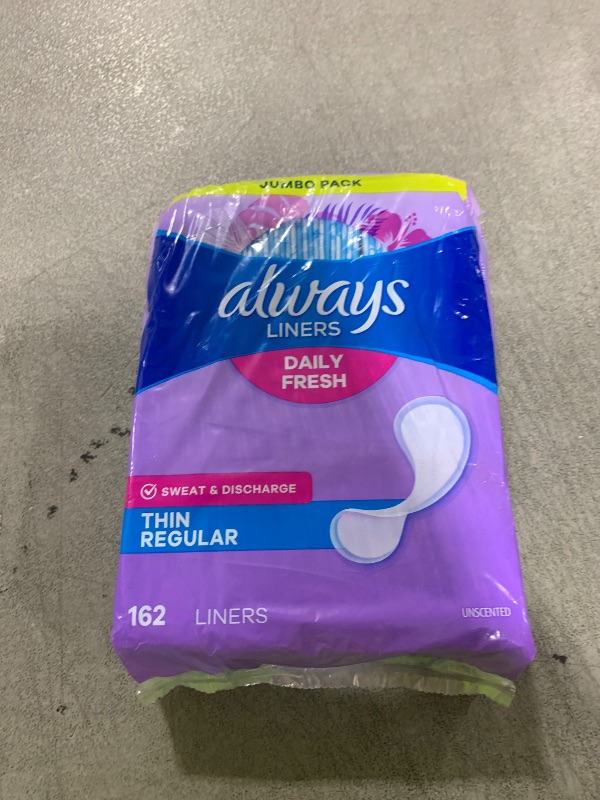 JUMBO PACK
always
LINERS
DAILY
FRESH
SWEAT & DISCHARGE
THIN
REGULAR
162 LINERS
UNSCENTED